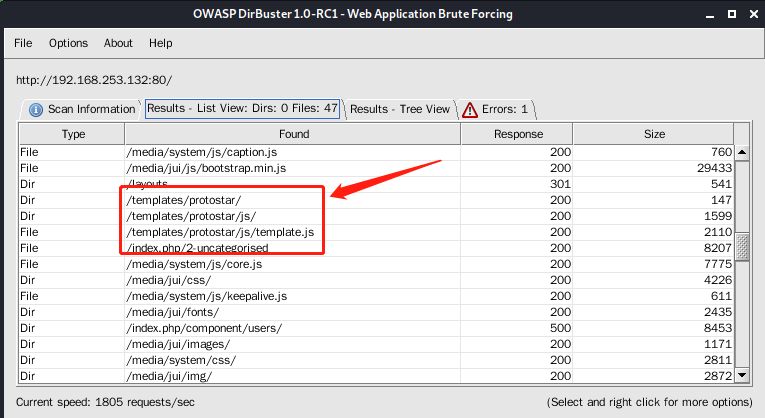 OWASP DirBuster 1.0-RC1 - Web Application Brute Forcing
File Options About Help
http://192.168.253.132:80/
Scan Information Results - List View: Dirs: 0 Files: 47 Results - Tree View Errors: 1
Type Found Response Size
File /media/system/js/caption.js 200 760
File /media/jui/js/bootstrap.min.js 200 29433
Dir /layouts 301 541
Dir /templates/protostar/ 200 147
Dir /templates/protostar/js/ 200 1599
File /templates/protostar/js/template.js 200 2110
File /index.php/2-uncategorised 200 8207
File /media/system/js/core.js 200 7775
Dir /media/jui/css/ 200 4226
File /media/system/js/keepalive.js 200 611
Dir /media/jui/fonts/ 200 2435
Dir /index.php/component/users/ 500 8453
Dir /media/jui/images/ 200 1171
Dir /media/system/css/ 200 2811
Dir /media/jui/img/ 200 2872
Current speed: 1805 requests/sec (Select and right click for more options)